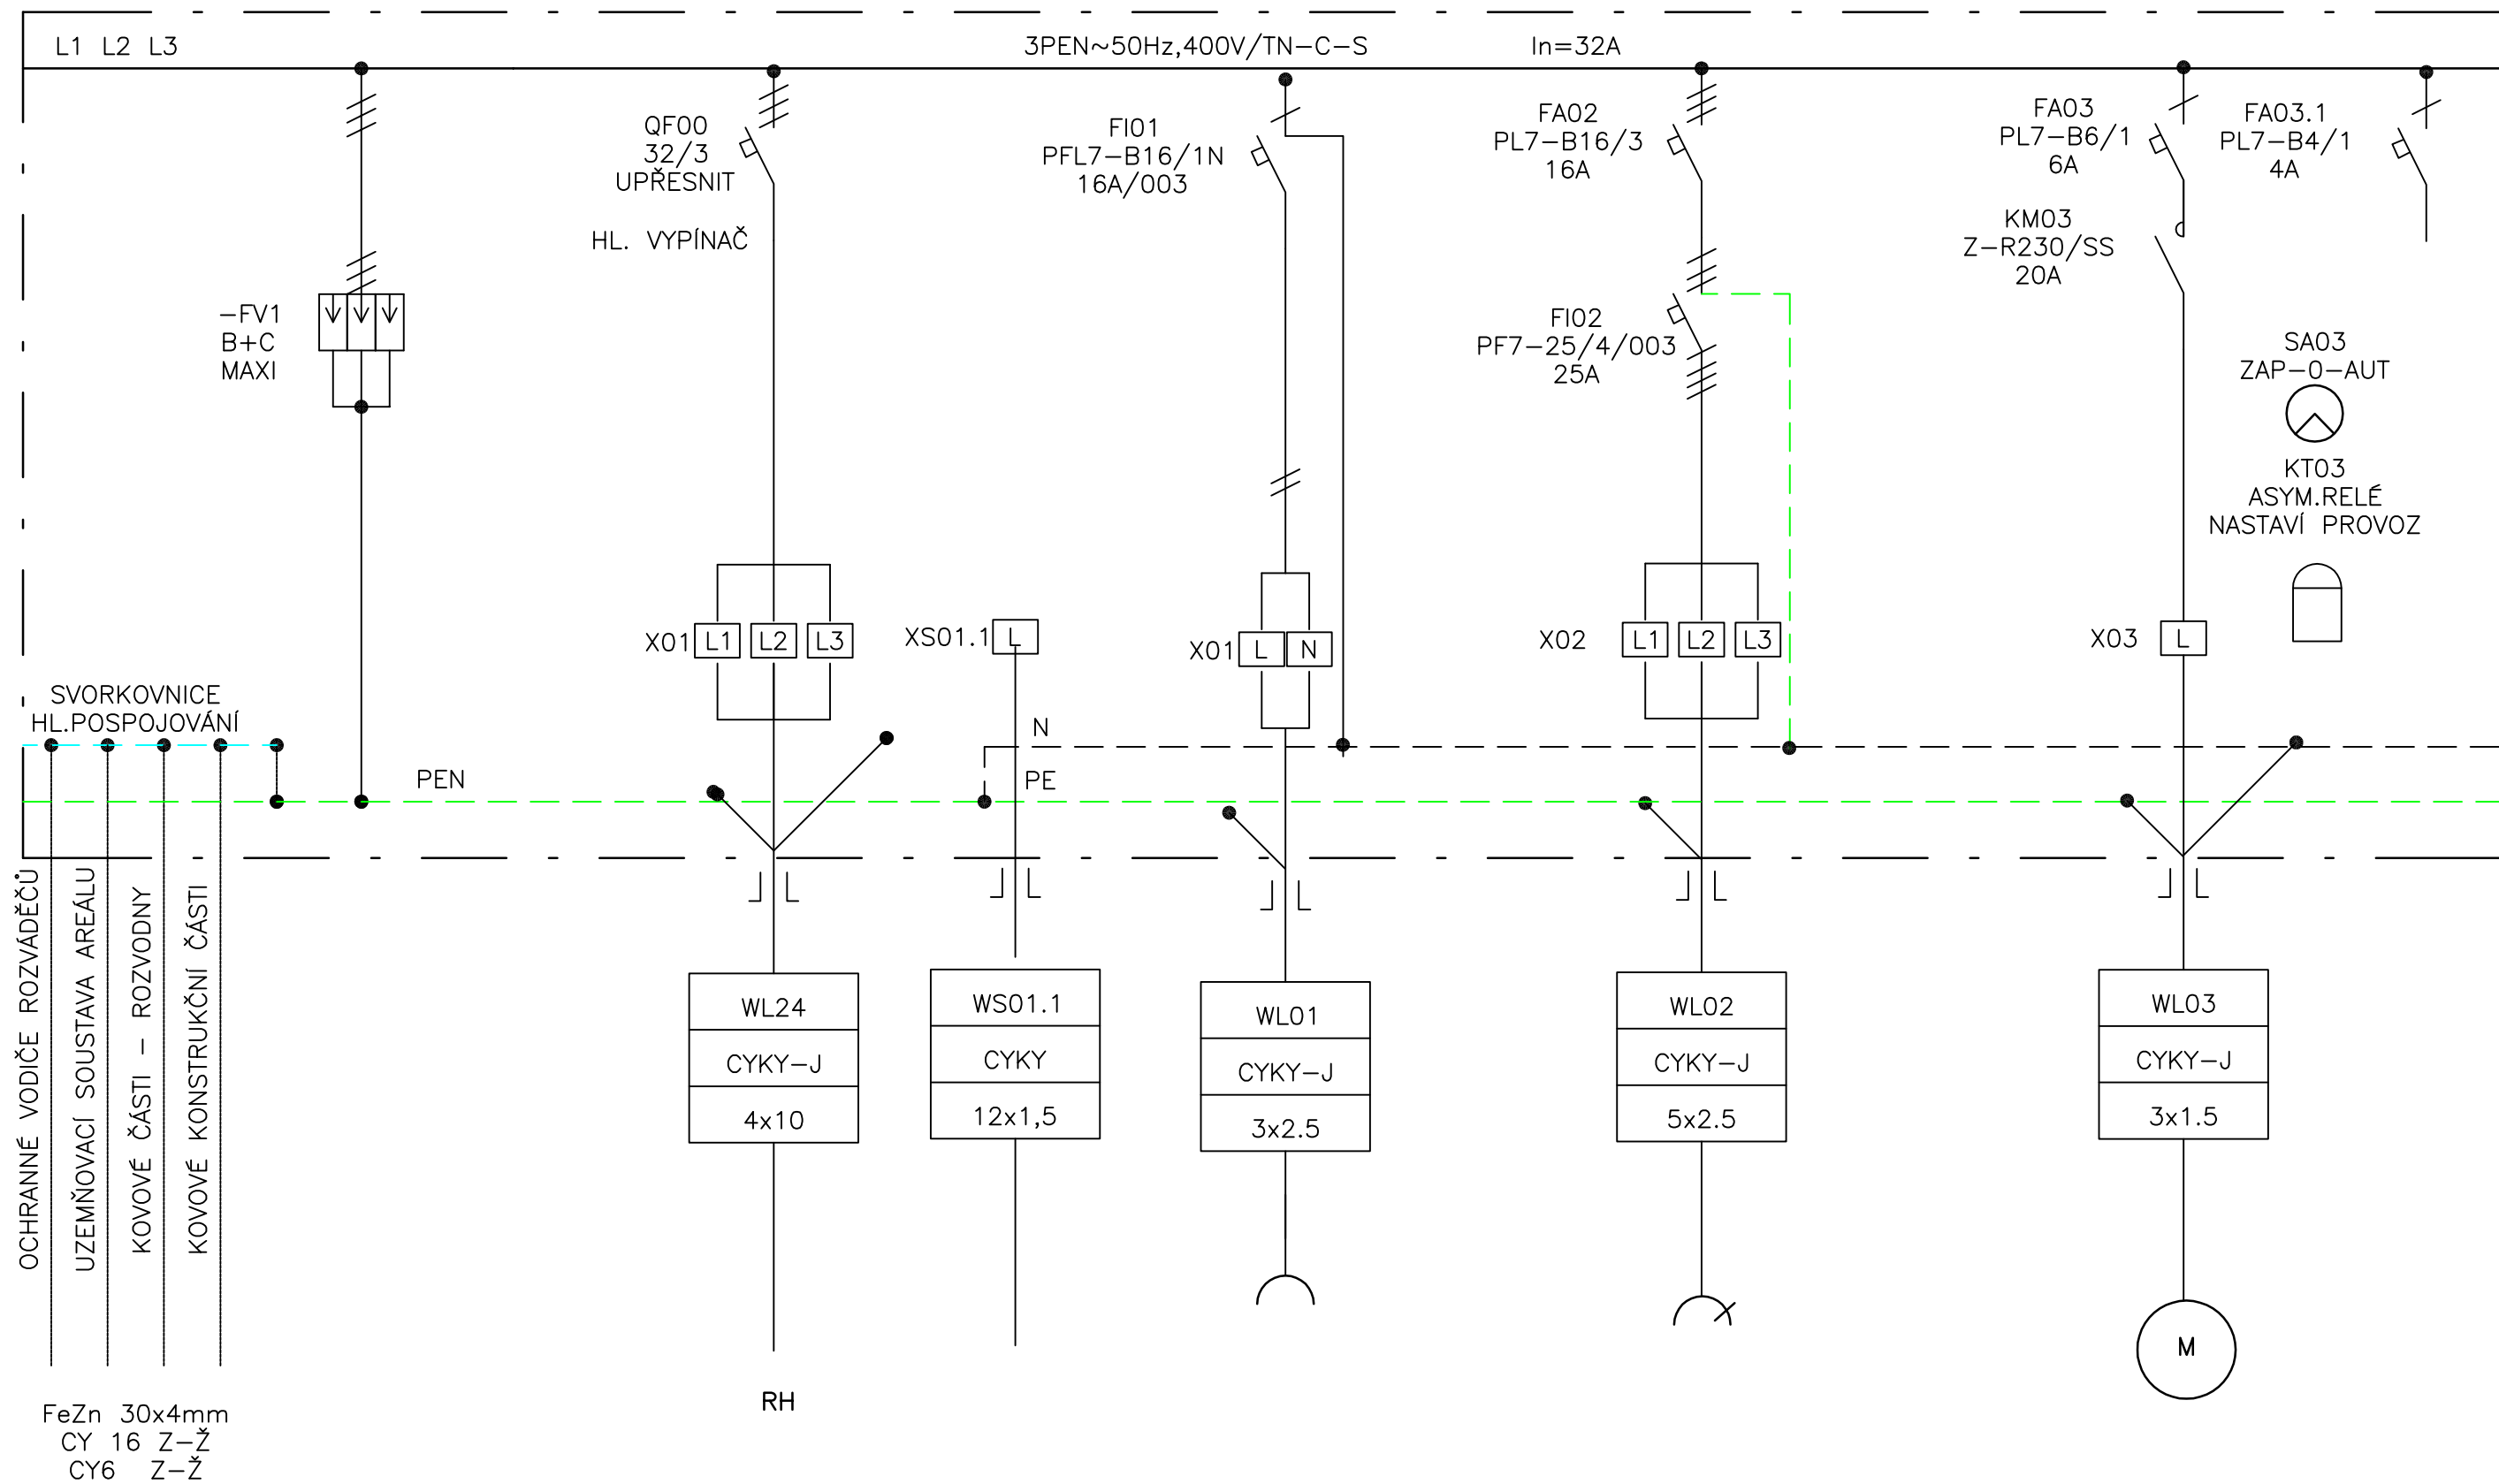 L1 L2 L3
3PEN~50Hz,400V/TN-C-S
In=32A
-FV1
B+C
MAXI
QF00
32/3
UPŘESNIT
HL. VYPÍNAČ
FI01
PFL7-B16/1N
16A/003
FA02
PL7-B16/3
16A
FI02
PF7-25/4/003
25A
FA03
PL7-B6/1
6A
KM03
Z-R230/SS
20A
FA03.1
PL7-B4/1
4A
SA03
ZAP-0-AUT
KT03
ASYM.RELÉ
NASTAVÍ PROVOZ
X01 L1 L2 L3
XS01.1 L
X01 L N
X02 L1 L2 L3
X03 L
SVORKOVNICE
HL.POSPOJOVÁNÍ
PEN
N
PE
OCHRANNÉ VODIČE ROZVÁDĚČŮ
UZEMŇOVACÍ SOUSTAVA AREÁLU
KOVOVÉ ČÁSTI - ROZVODNY
KOVOVÉ KONSTRUKČNÍ ČÁSTI
WL24
CYKY-J
4x10
WS01.1
CYKY
12x1,5
WL01
CYKY-J
3x2.5
WL02
CYKY-J
5x2.5
WL03
CYKY-J
3x1.5
M
RH
FeZn 30x4mm
CY 16 Z-Ž
CY6 Z-Ž